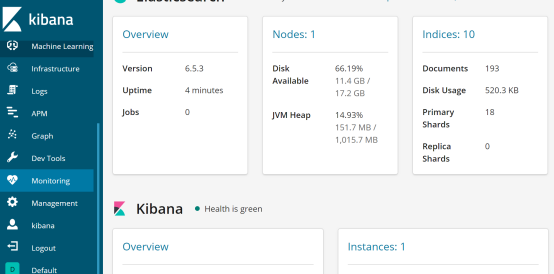 kibana
Machine Learning
Infrastructure
Logs
APM
Graph
Dev Tools
Monitoring
Management
kibana
Logout
D Default
Overview
Version 6.5.3
Uptime 4 minutes
Jobs 0
Nodes: 1
Disk Available 66.19%
11.4 GB /
17.2 GB
JVM Heap 14.93%
151.7 MB /
1,015.7 MB
Indices: 10
Documents 193
Disk Usage 520.3 KB
Primary Shards 18
Replica Shards 0
Kibana
Health is green
Overview
Instances: 1